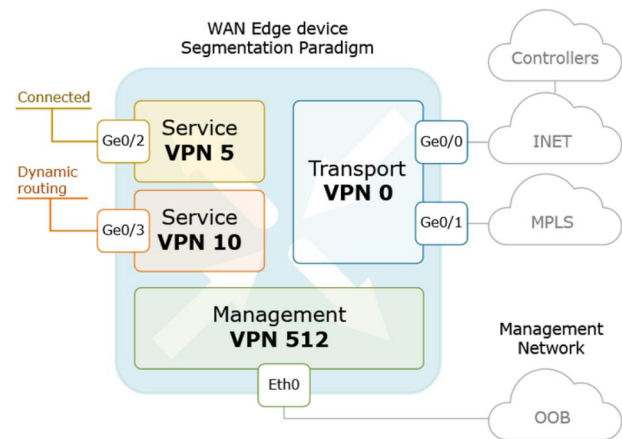 WAN Edge device
Segmentation Paradigm
Controllers
Connected
Ge0/2
Service
VPN 5
Transport
VPN 0
Ge0/0
INET
Dynamic
routing
Ge0/3
Service
VPN 10
Ge0/1
MPLS
Management
VPN 512
Eth0
Management
Network
OOB